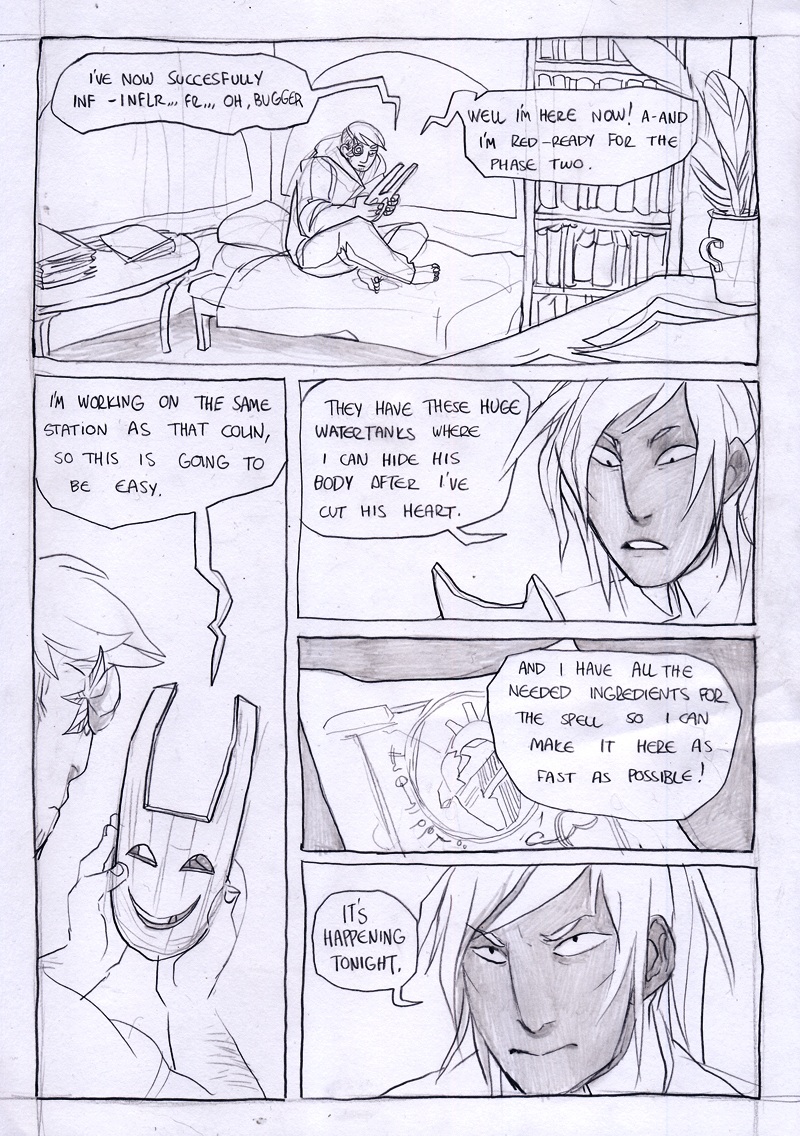 I'VE NOW SUCCESFULLY
INF - INFLR,,, FR,,, OH, BUGGER
WELL I'M HERE NOW! A-AND
I'M RED-READY FOR THE
PHASE TWO.
I'M WORKING ON THE SAME
STATION AS THAT COLIN,
SO THIS IS GOING TO
BE EASY.
THEY HAVE THESE HUGE
WATERTANKS WHERE
I CAN HIDE HIS
BODY AFTER I'VE
CUT HIS HEART.
AND I HAVE ALL THE
NEEDED INGREDIENTS FOR
THE SPELL SO I CAN
MAKE IT HERE AS
FAST AS POSSIBLE!
IT'S
HAPPENING
TONIGHT.